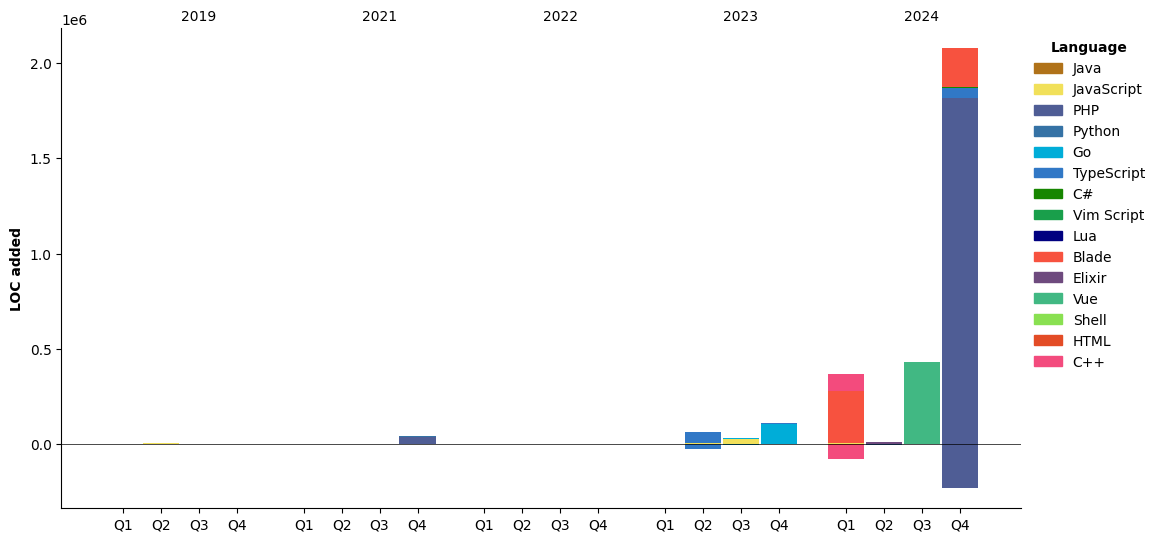 2019 2021 2022 2023 2024
1e6
Language
Java
JavaScript
PHP
Python
Go
TypeScript
C#
Vim Script
Lua
Blade
Elixir
Vue
Shell
HTML
C++
LOC added
2.0
1.5
1.0
0.5
0.0
Q1 Q2 Q3 Q4 Q1 Q2 Q3 Q4 Q1 Q2 Q3 Q4 Q1 Q2 Q3 Q4 Q1 Q2 Q3 Q4